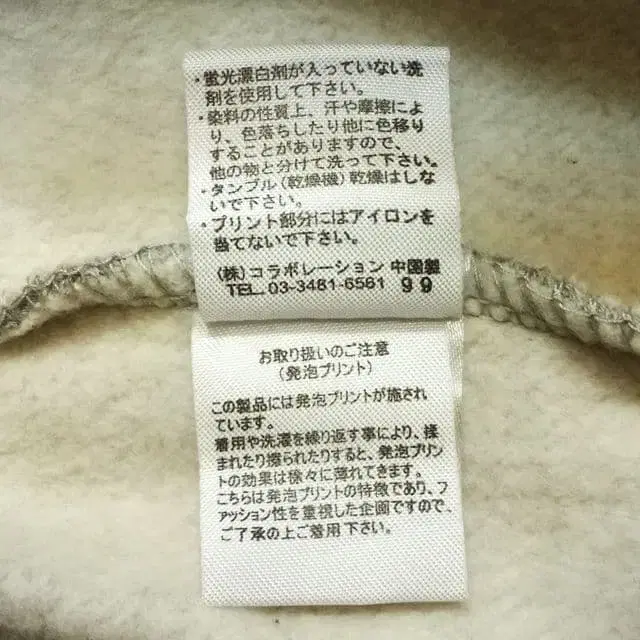 ・蛍光漂白剤が入っていない洗
剤を使用して下さい。
・染料の性質上、汗や摩擦によ
り、色落ちしたり他に色移り
することがありますので、
他の物と分けて洗って下さい。
・タンブル(乾燥機)乾燥はしな
いで下さい。
・プリント部分にはアイロンを
当てないで下さい。
(株)コラボレーション 中国製
TEL.03-3481-6561 99
お取り扱いのご注意
(発泡プリント)
この製品には発泡プリントが施され
ています。
着用や洗濯を繰り返す事により、揉
まれたり擦られたりすると、発泡プリン
トの効果は徐々に薄れてきます。
こちらは発泡プリントの特徴であり、フ
ァッション性を重視した企画ですので、
ご了承の上ご着用下さい。